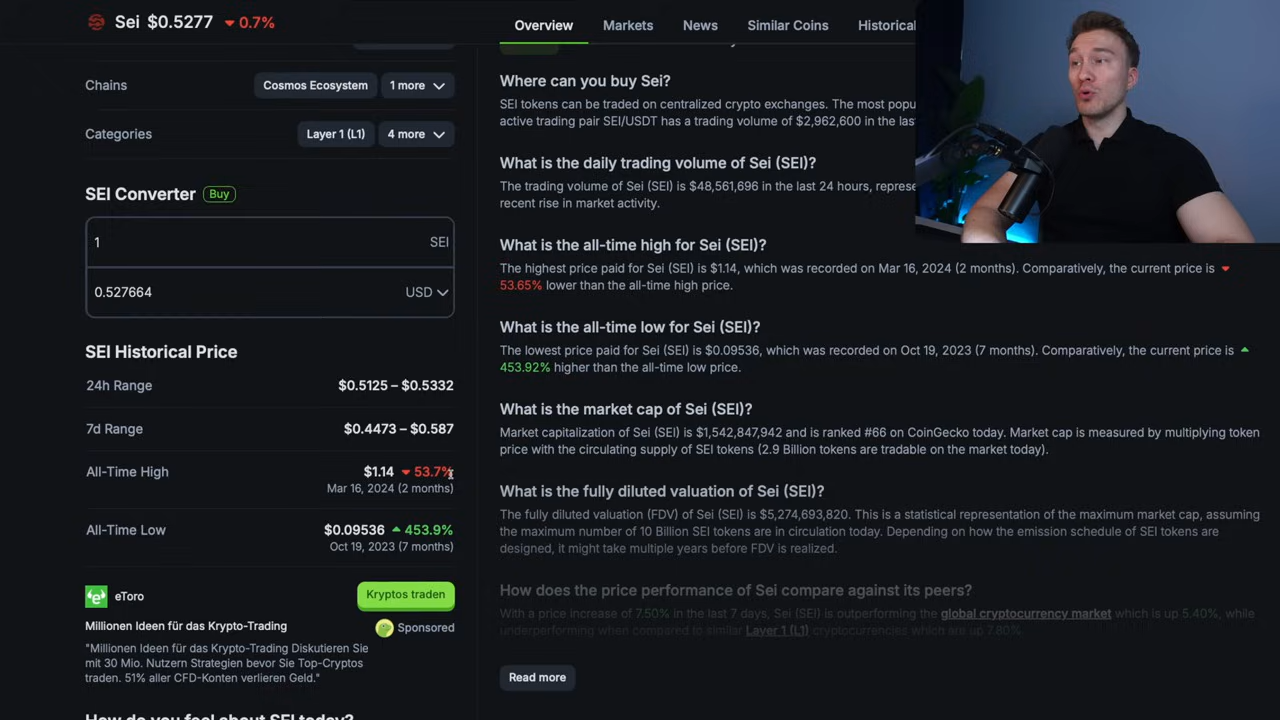 Sei $0.5277 0.7%
Overview Markets News Similar Coins Historical
Chains Cosmos Ecosystem 1 more
Categories Layer 1 (L1) 4 more
SEI Converter Buy
1 SEI
0.527664 USD
SEI Historical Price
24h Range $0.5125 – $0.5332
7d Range $0.4473 – $0.587
All-Time High $1.14 53.7%
Mar 16, 2024 (2 months)
All-Time Low $0.09536 453.9%
Oct 19, 2023 (7 months)
eToro Kryptos traden
Millionen Ideen für das Krypto-Trading Sponsored
"Millionen Ideen für das Krypto-Trading Diskutieren Sie
mit 30 Mio. Nutzern Strategien bevor Sie Top-Cryptos
traden. 51% aller CFD-Konten verlieren Geld."
How do you feel about SEI today?
Where can you buy Sei?
SEI tokens can be traded on centralized crypto exchanges. The most
active trading pair SEI/USDT has a trading volume of $2,962,600 in the
What is the daily trading volume of Sei (SEI)?
The trading volume of Sei (SEI) is $48,561,696 in the last 24 hours,
recent rise in market activity.
What is the all-time high for Sei (SEI)?
The highest price paid for Sei (SEI) is $1.14, which was recorded on Mar 16, 2024 (2 months). Comparatively, the current price is
53.65% lower than the all-time high price.
What is the all-time low for Sei (SEI)?
The lowest price paid for Sei (SEI) is $0.09536, which was recorded on Oct 19, 2023 (7 months). Comparatively, the current price is
453.92% higher than the all-time low price.
What is the market cap of Sei (SEI)?
Market capitalization of Sei (SEI) is $1,542,847,942 and is ranked #66 on CoinGecko today. Market cap is measured by multiplying token
price with the circulating supply of SEI tokens (2.9 Billion tokens are tradable on the market today).
What is the fully diluted valuation of Sei (SEI)?
The fully diluted valuation (FDV) of Sei (SEI) is $5,274,693,820. This is a statistical representation of the maximum market cap, assuming
the maximum number of 10 Billion SEI tokens are in circulation today. Depending on how the emission schedule of SEI tokens are
designed, it might take multiple years before FDV is realized.
How does the price performance of Sei compare against its peers?
With a price increase of 7.50% in the last 7 days, Sei (SEI) is outperforming the global cryptocurrency market which is up 5.40%, while
underperforming when compared to similar Layer 1 (L1) cryptocurrencies which are up 7.80%.
Read more